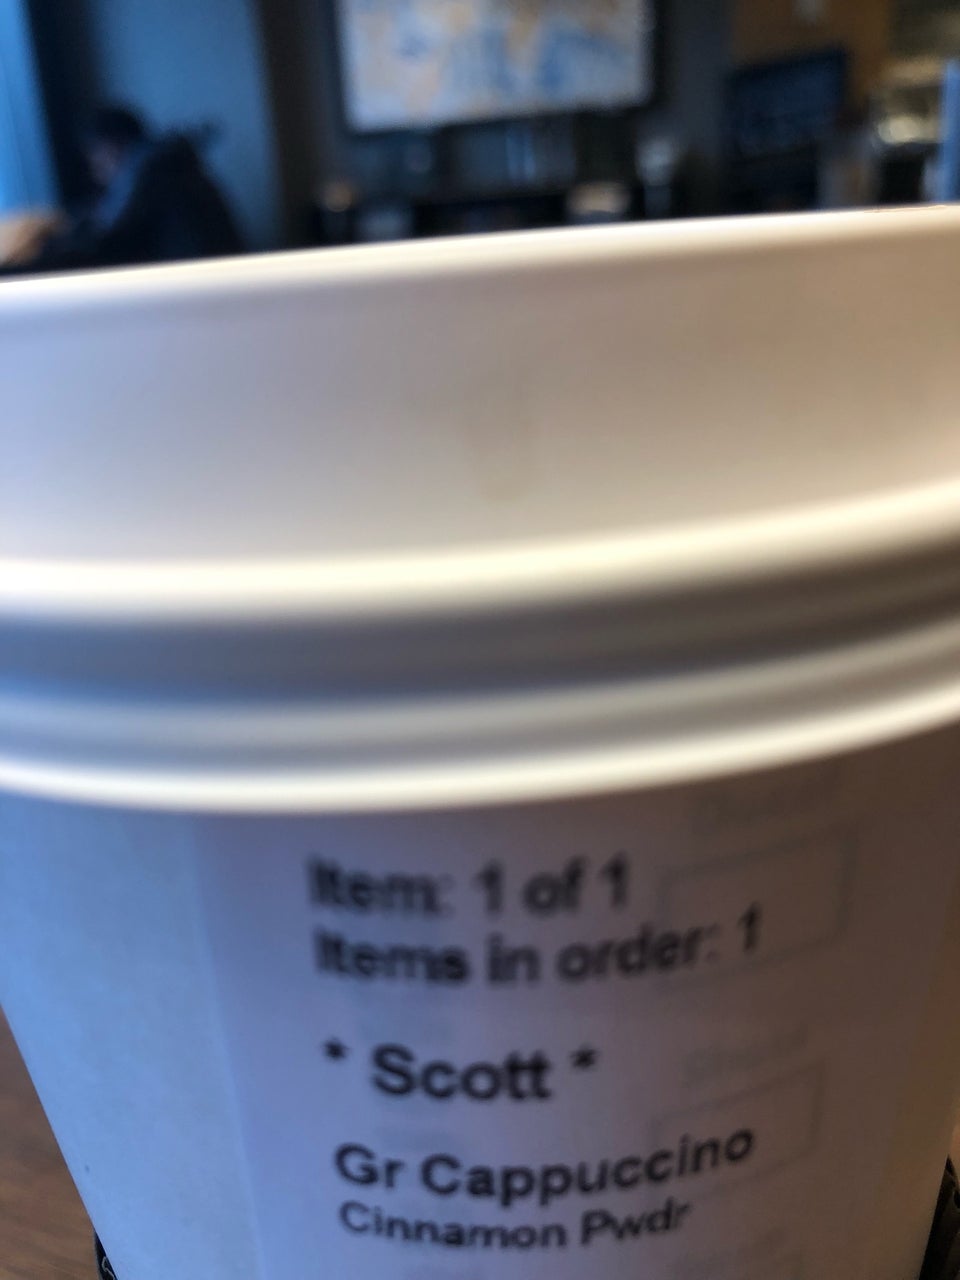 Item: 1 of 1
Items in order: 1
* Scott *
Gr Cappuccino
Cinnamon Pwdr